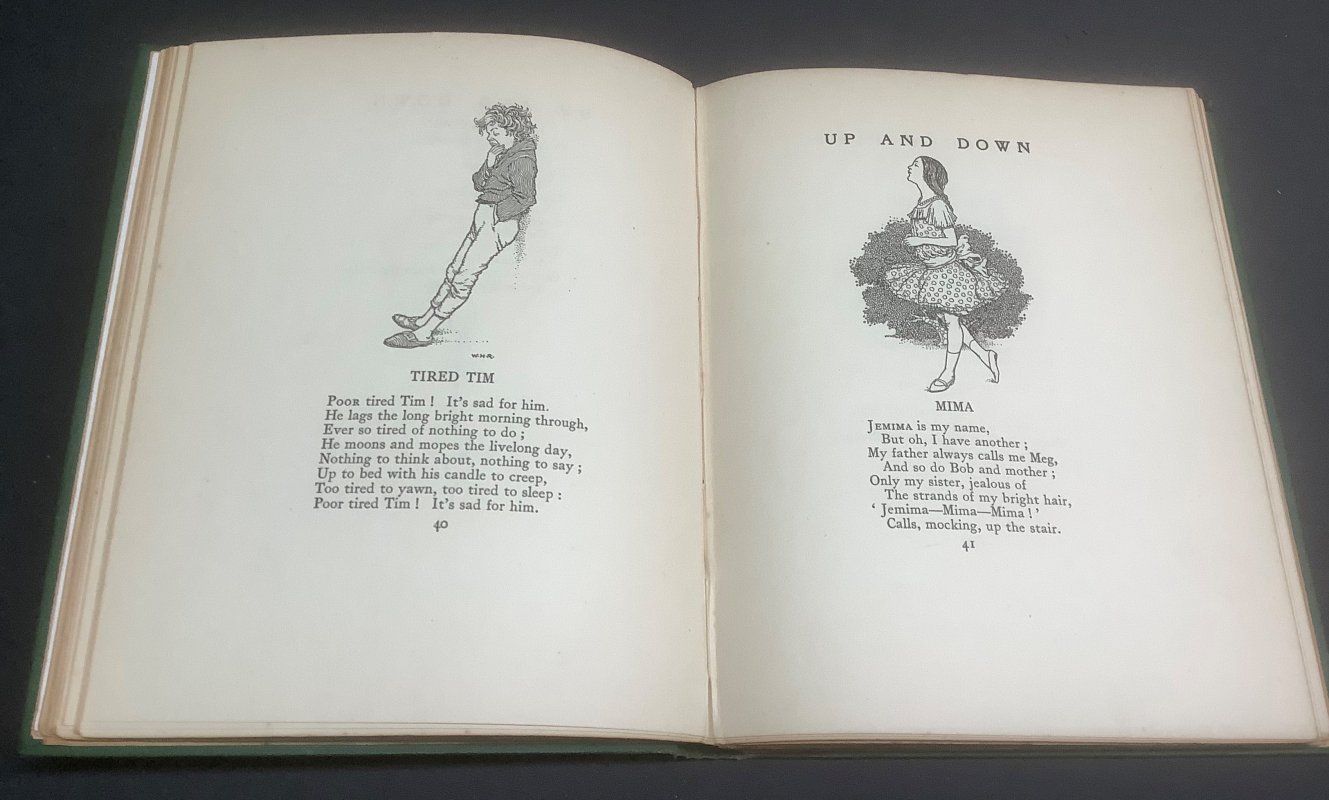 W.H.R.
TIRED TIM
POOR tired Tim ! It's sad for him.
He lags the long bright morning through,
Ever so tired of nothing to do ;
He moons and mopes the livelong day,
Nothing to think about, nothing to say ;
Up to bed with his candle to creep,
Too tired to yawn, too tired to sleep :
Poor tired Tim ! It's sad for him.
40
UP AND DOWN
MIMA
JEMIMA is my name,
But oh, I have another ;
My father always calls me Meg,
And so do Bob and mother ;
Only my sister, jealous of
The strands of my bright hair,
‘ Jemima—Mima—Mima ! ’
Calls, mocking, up the stair.
41